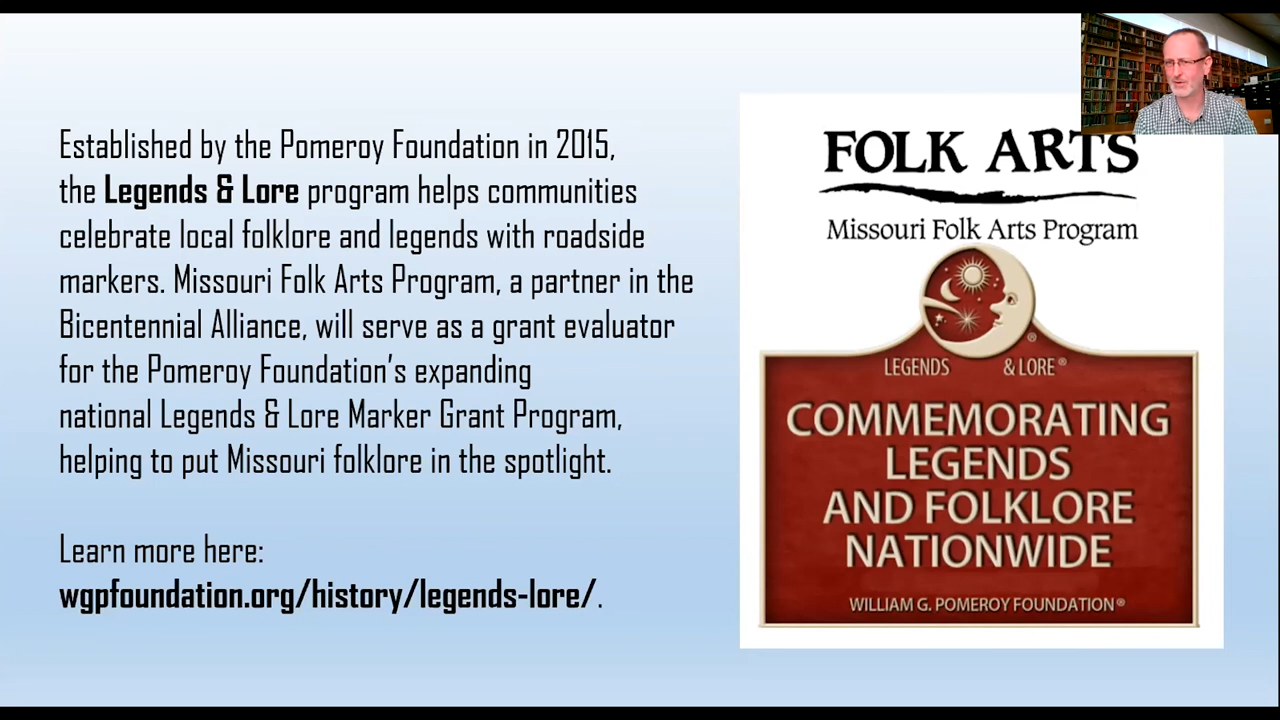 Established by the Pomeroy Foundation in 2015,
the Legends & Lore program helps communities
celebrate local folklore and legends with roadside
markers. Missouri Folk Arts Program, a partner in the
Bicentennial Alliance, will serve as a grant evaluator
for the Pomeroy Foundation’s expanding
national Legends & Lore Marker Grant Program,
helping to put Missouri folklore in the spotlight.
Learn more here:
wgpfoundation.org/history/legends-lore/.
FOLK ARTS
Missouri Folk Arts Program
®
LEGENDS & LORE®
COMMEMORATING
LEGENDS
AND FOLKLORE
NATIONWIDE
WILLIAM G. POMEROY FOUNDATION®